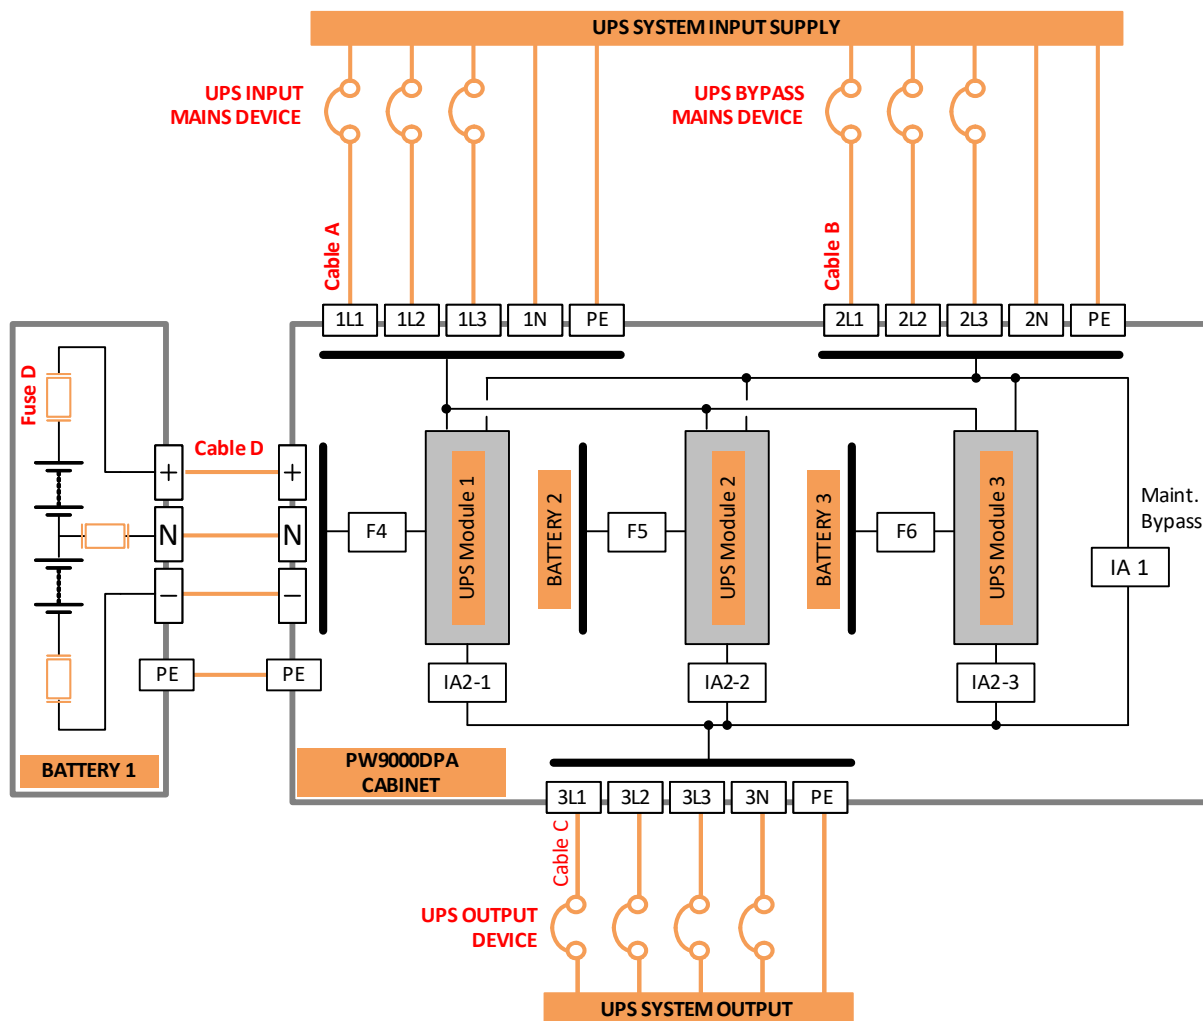 UPS SYSTEM INPUT SUPPLY
UPS INPUT
MAINS DEVICE
UPS BYPASS
MAINS DEVICE
Cable A
Cable B
1L1
1L2
1L3
1N
PE
2L1
2L2
2L3
2N
PE
Fuse D
Cable D
+
+
N
N
−
−
PE
PE
F4
UPS Module 1
BATTERY 2
F5
UPS Module 2
BATTERY 3
F6
UPS Module 3
Maint.
Bypass
IA 1
IA2-1
IA2-2
IA2-3
BATTERY 1
PW9000DPA
CABINET
3L1
3L2
3L3
3N
PE
Cable C
UPS OUTPUT
DEVICE
UPS SYSTEM OUTPUT